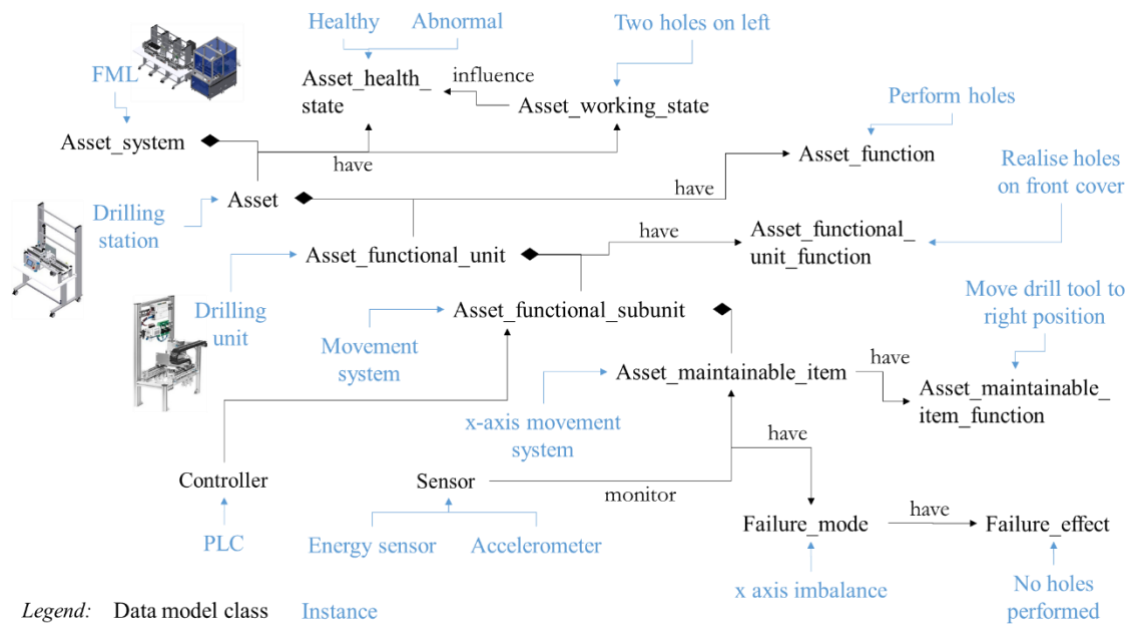 Healthy Abnormal
Two holes on left
FML
Asset_health_
state
influence
Asset_working_state
Perform holes
Asset_system
have
Asset_function
Realise holes
on front cover
Asset
have
Drilling
station
Asset_functional_unit
have
Asset_functional_
unit_function
Drilling
unit
Asset_functional_subunit
Move drill tool to
right position
Movement
system
Asset_maintainable_item
have
Asset_maintainable_
item_function
x-axis movement
system
have
Controller
Sensor
monitor
Failure_mode
have
Failure_effect
PLC
Energy sensor
Accelerometer
x axis imbalance
No holes
performed
Legend: Data model class Instance